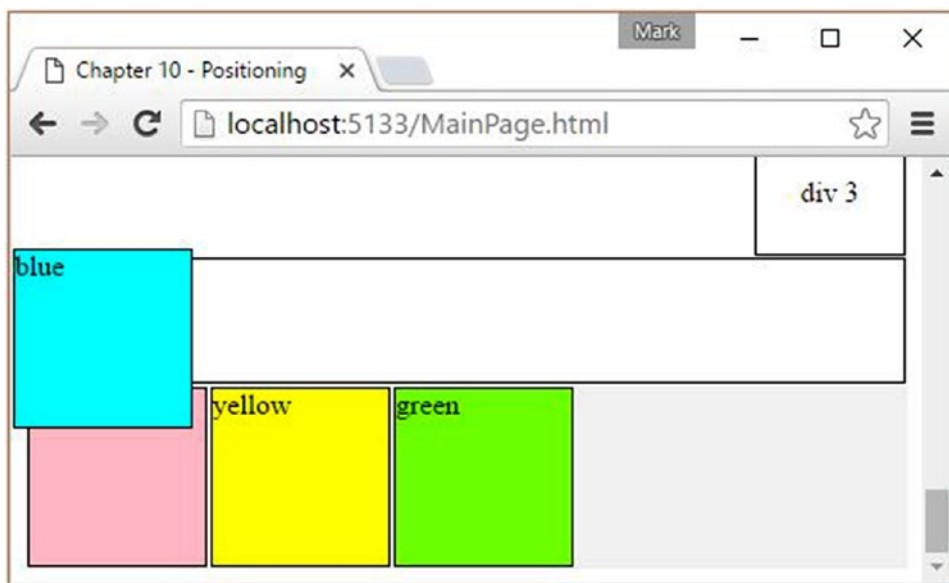 Mark
Chapter 10 - Positioning
localhost:5133/MainPage.html
div 3
blue
yellow
green